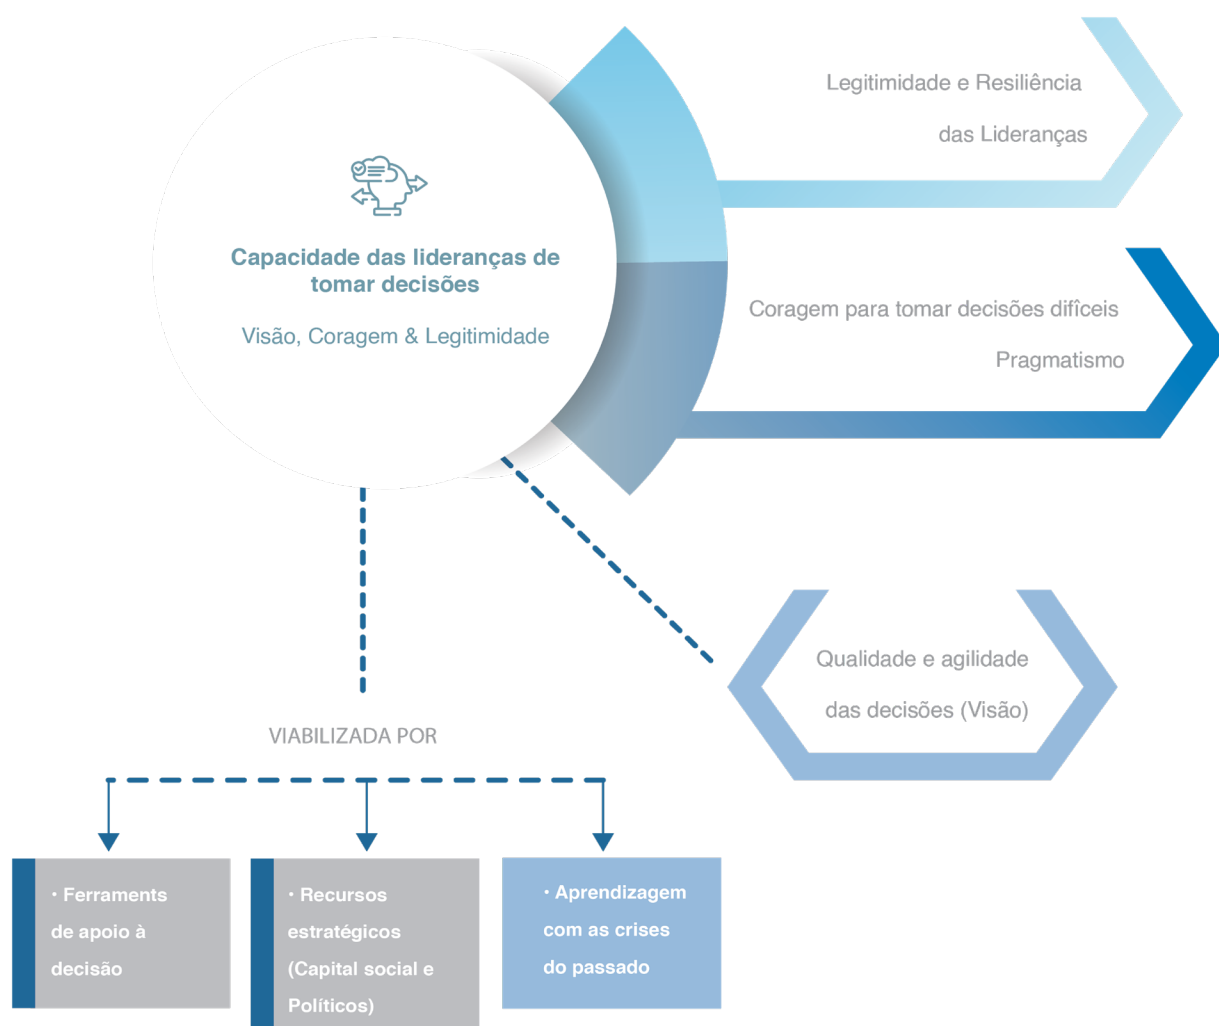 Legitimidade e Resiliência
das Lideranças
Capacidade das lideranças de
tomar decisões
Visão, Coragem & Legitimidade
Coragem para tomar decisões difíceis
Pragmatismo
Qualidade e agilidade
das decisões (Visão)
VIABILIZADA POR
• Ferraments
de apoio à
decisão
• Recursos
estratégicos
(Capital social e
Políticos)
• Aprendizagem
com as crises
do passado